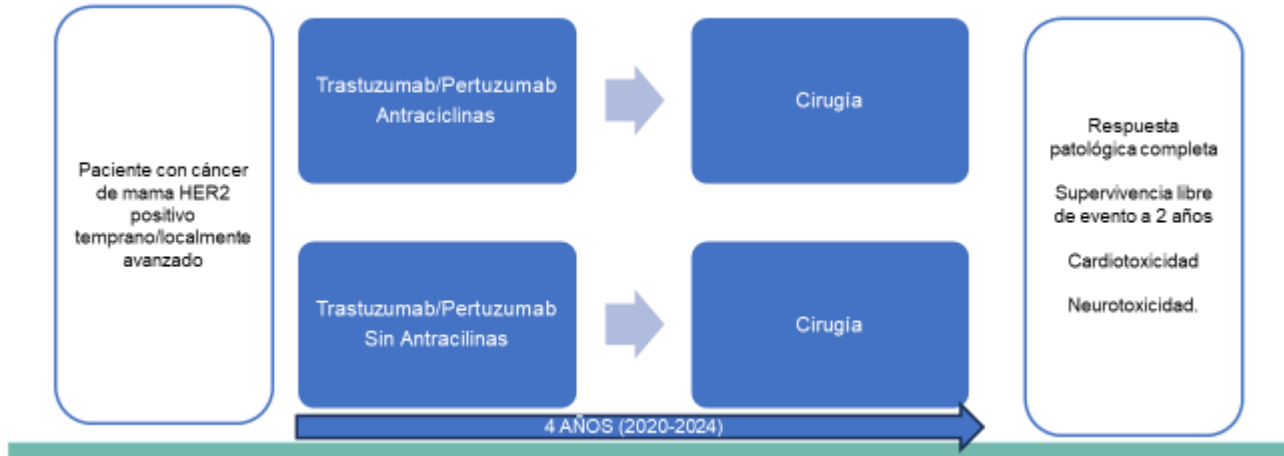 Paciente con cáncer
de mama HER2
positivo
temprano/localmente
avanzado
Trastuzumab/Pertuzumab
Antraciclinas
Cirugía
Trastuzumab/Pertuzumab
Sin Antracilinas
Cirugía
4 AÑOS (2020-2024)
Respuesta
patológica completa
Supervivencia libre
de evento a 2 años
Cardiotoxicidad
Neurotoxicidad.